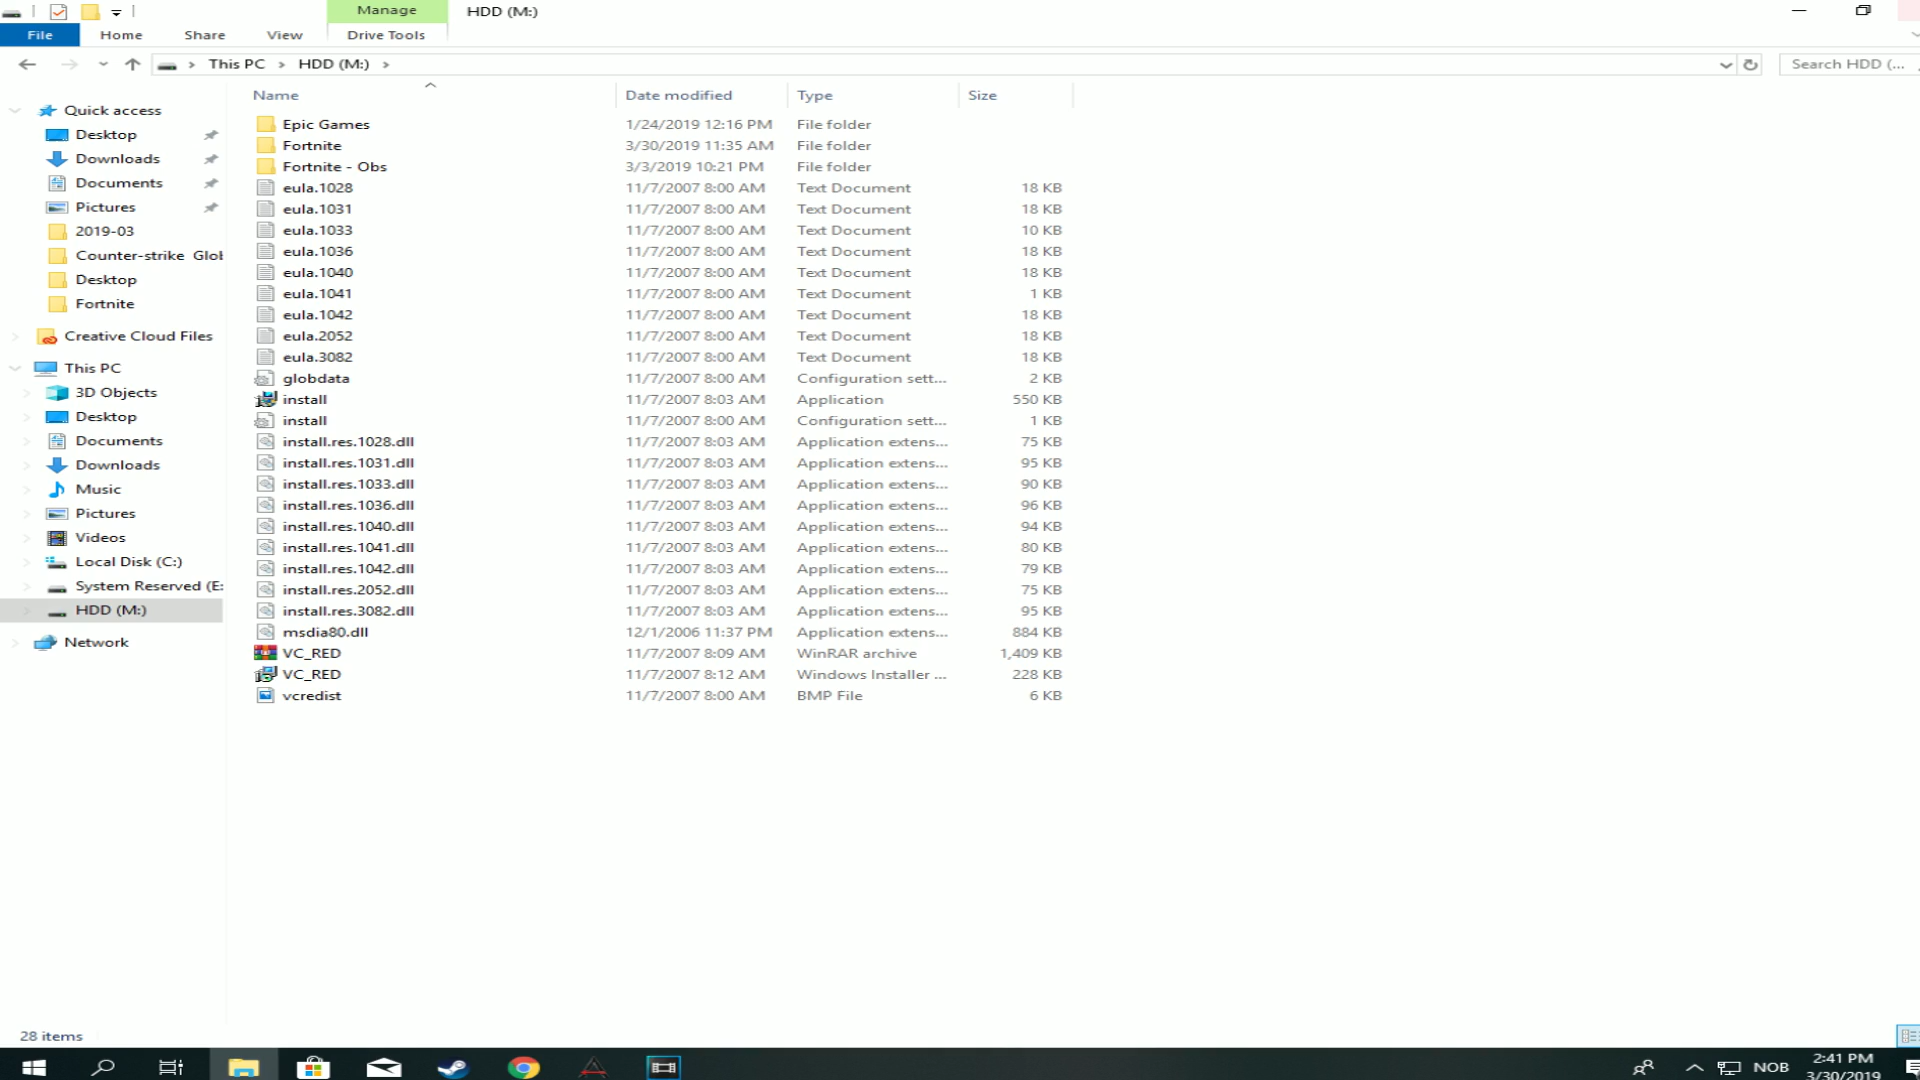 Manage
HDD (M:)
File
Home
Share
View
Drive Tools
This PC
HDD (M:)
Search HDD (...
Name
Date modified
Type
Size
Quick access
Desktop
Downloads
Documents
Pictures
2019-03
Counter-strike Glol
Desktop
Fortnite
Creative Cloud Files
This PC
3D Objects
Desktop
Documents
Downloads
Music
Pictures
Videos
Local Disk (C:)
System Reserved (E:
HDD (M:)
Network
Epic Games 1/24/2019 12:16 PM File folder
Fortnite 3/30/2019 11:35 AM File folder
Fortnite - Obs 3/3/2019 10:21 PM File folder
eula.1028 11/7/2007 8:00 AM Text Document 18 KB
eula.1031 11/7/2007 8:00 AM Text Document 18 KB
eula.1033 11/7/2007 8:00 AM Text Document 10 KB
eula.1036 11/7/2007 8:00 AM Text Document 18 KB
eula.1040 11/7/2007 8:00 AM Text Document 18 KB
eula.1041 11/7/2007 8:00 AM Text Document 1 KB
eula.1042 11/7/2007 8:00 AM Text Document 18 KB
eula.2052 11/7/2007 8:00 AM Text Document 18 KB
eula.3082 11/7/2007 8:00 AM Text Document 18 KB
globdata 11/7/2007 8:00 AM Configuration sett... 2 KB
install 11/7/2007 8:03 AM Application 550 KB
install 11/7/2007 8:00 AM Configuration sett... 1 KB
install.res.1028.dll 11/7/2007 8:03 AM Application extens... 75 KB
install.res.1031.dll 11/7/2007 8:03 AM Application extens... 95 KB
install.res.1033.dll 11/7/2007 8:03 AM Application extens... 90 KB
install.res.1036.dll 11/7/2007 8:03 AM Application extens... 96 KB
install.res.1040.dll 11/7/2007 8:03 AM Application extens... 94 KB
install.res.1041.dll 11/7/2007 8:03 AM Application extens... 80 KB
install.res.1042.dll 11/7/2007 8:03 AM Application extens... 79 KB
install.res.2052.dll 11/7/2007 8:03 AM Application extens... 75 KB
install.res.3082.dll 11/7/2007 8:03 AM Application extens... 95 KB
msdia80.dll 12/1/2006 11:37 PM Application extens... 884 KB
VC_RED 11/7/2007 8:09 AM WinRAR archive 1,409 KB
VC_RED 11/7/2007 8:12 AM Windows Installer ... 228 KB
vcredist 11/7/2007 8:00 AM BMP File 6 KB
28 items
NOB
2:41 PM
3/30/2019